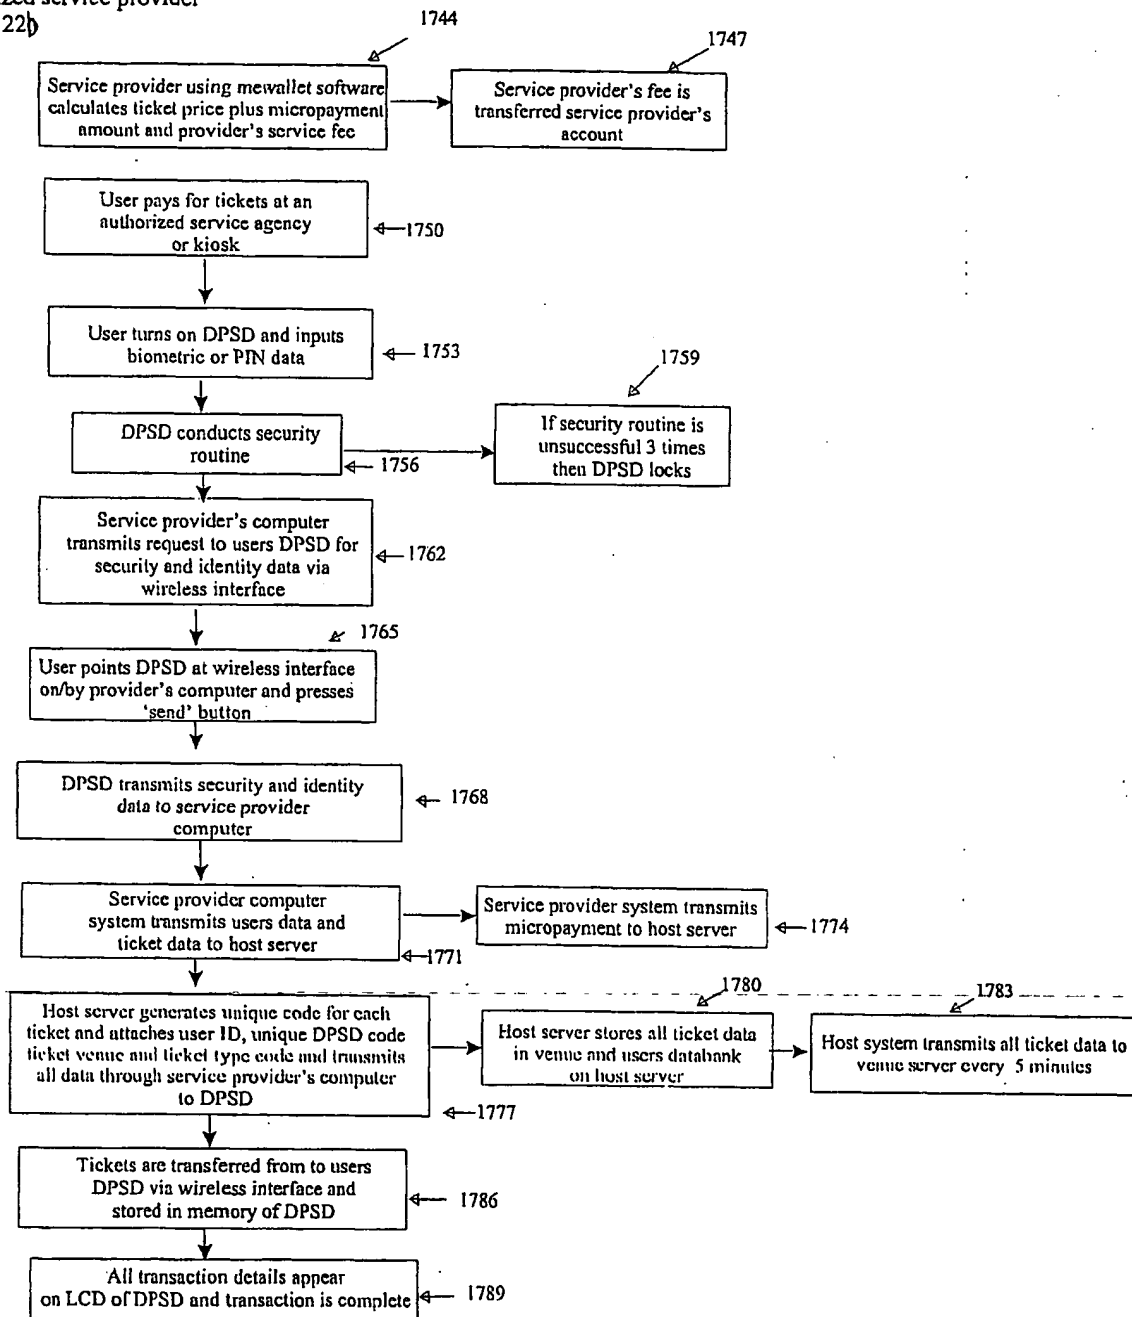 22b
1744
1747
Service provider using mewallet software
calculates ticket price plus micropayment
amount and provider's service fee
Service provider's fee is
transferred service provider's
account
User pays for tickets at an
authorized service agency
or kiosk
1750
User turns on DPSD and inputs
biometric or PIN data
1753
1759
DPSD conducts security
routine
1756
If security routine is
unsuccessful 3 times
then DPSD locks
Service provider's computer
transmits request to users DPSD for
security and identity data via
wireless interface
1762
1765
User points DPSD at wireless interface
on/by provider's computer and presses
'send' button
DPSD transmits security and identity
data to service provider
computer
1768
Service provider computer
system transmits users data and
ticket data to host server
1771
Service provider system transmits
micropayment to host server
1774
1780
1783
Host server generates unique code for each
ticket and attaches user ID, unique DPSD code
ticket venue and ticket type code and transmits
all data through service provider's computer
to DPSD
1777
Host server stores all ticket data
in venue and users databank
on host server
Host system transmits all ticket data to
venue server every 5 minutes
Tickets are transferred from to users
DPSD via wireless interface and
stored in memory of DPSD
1786
All transaction details appear
on LCD of DPSD and transaction is complete
1789